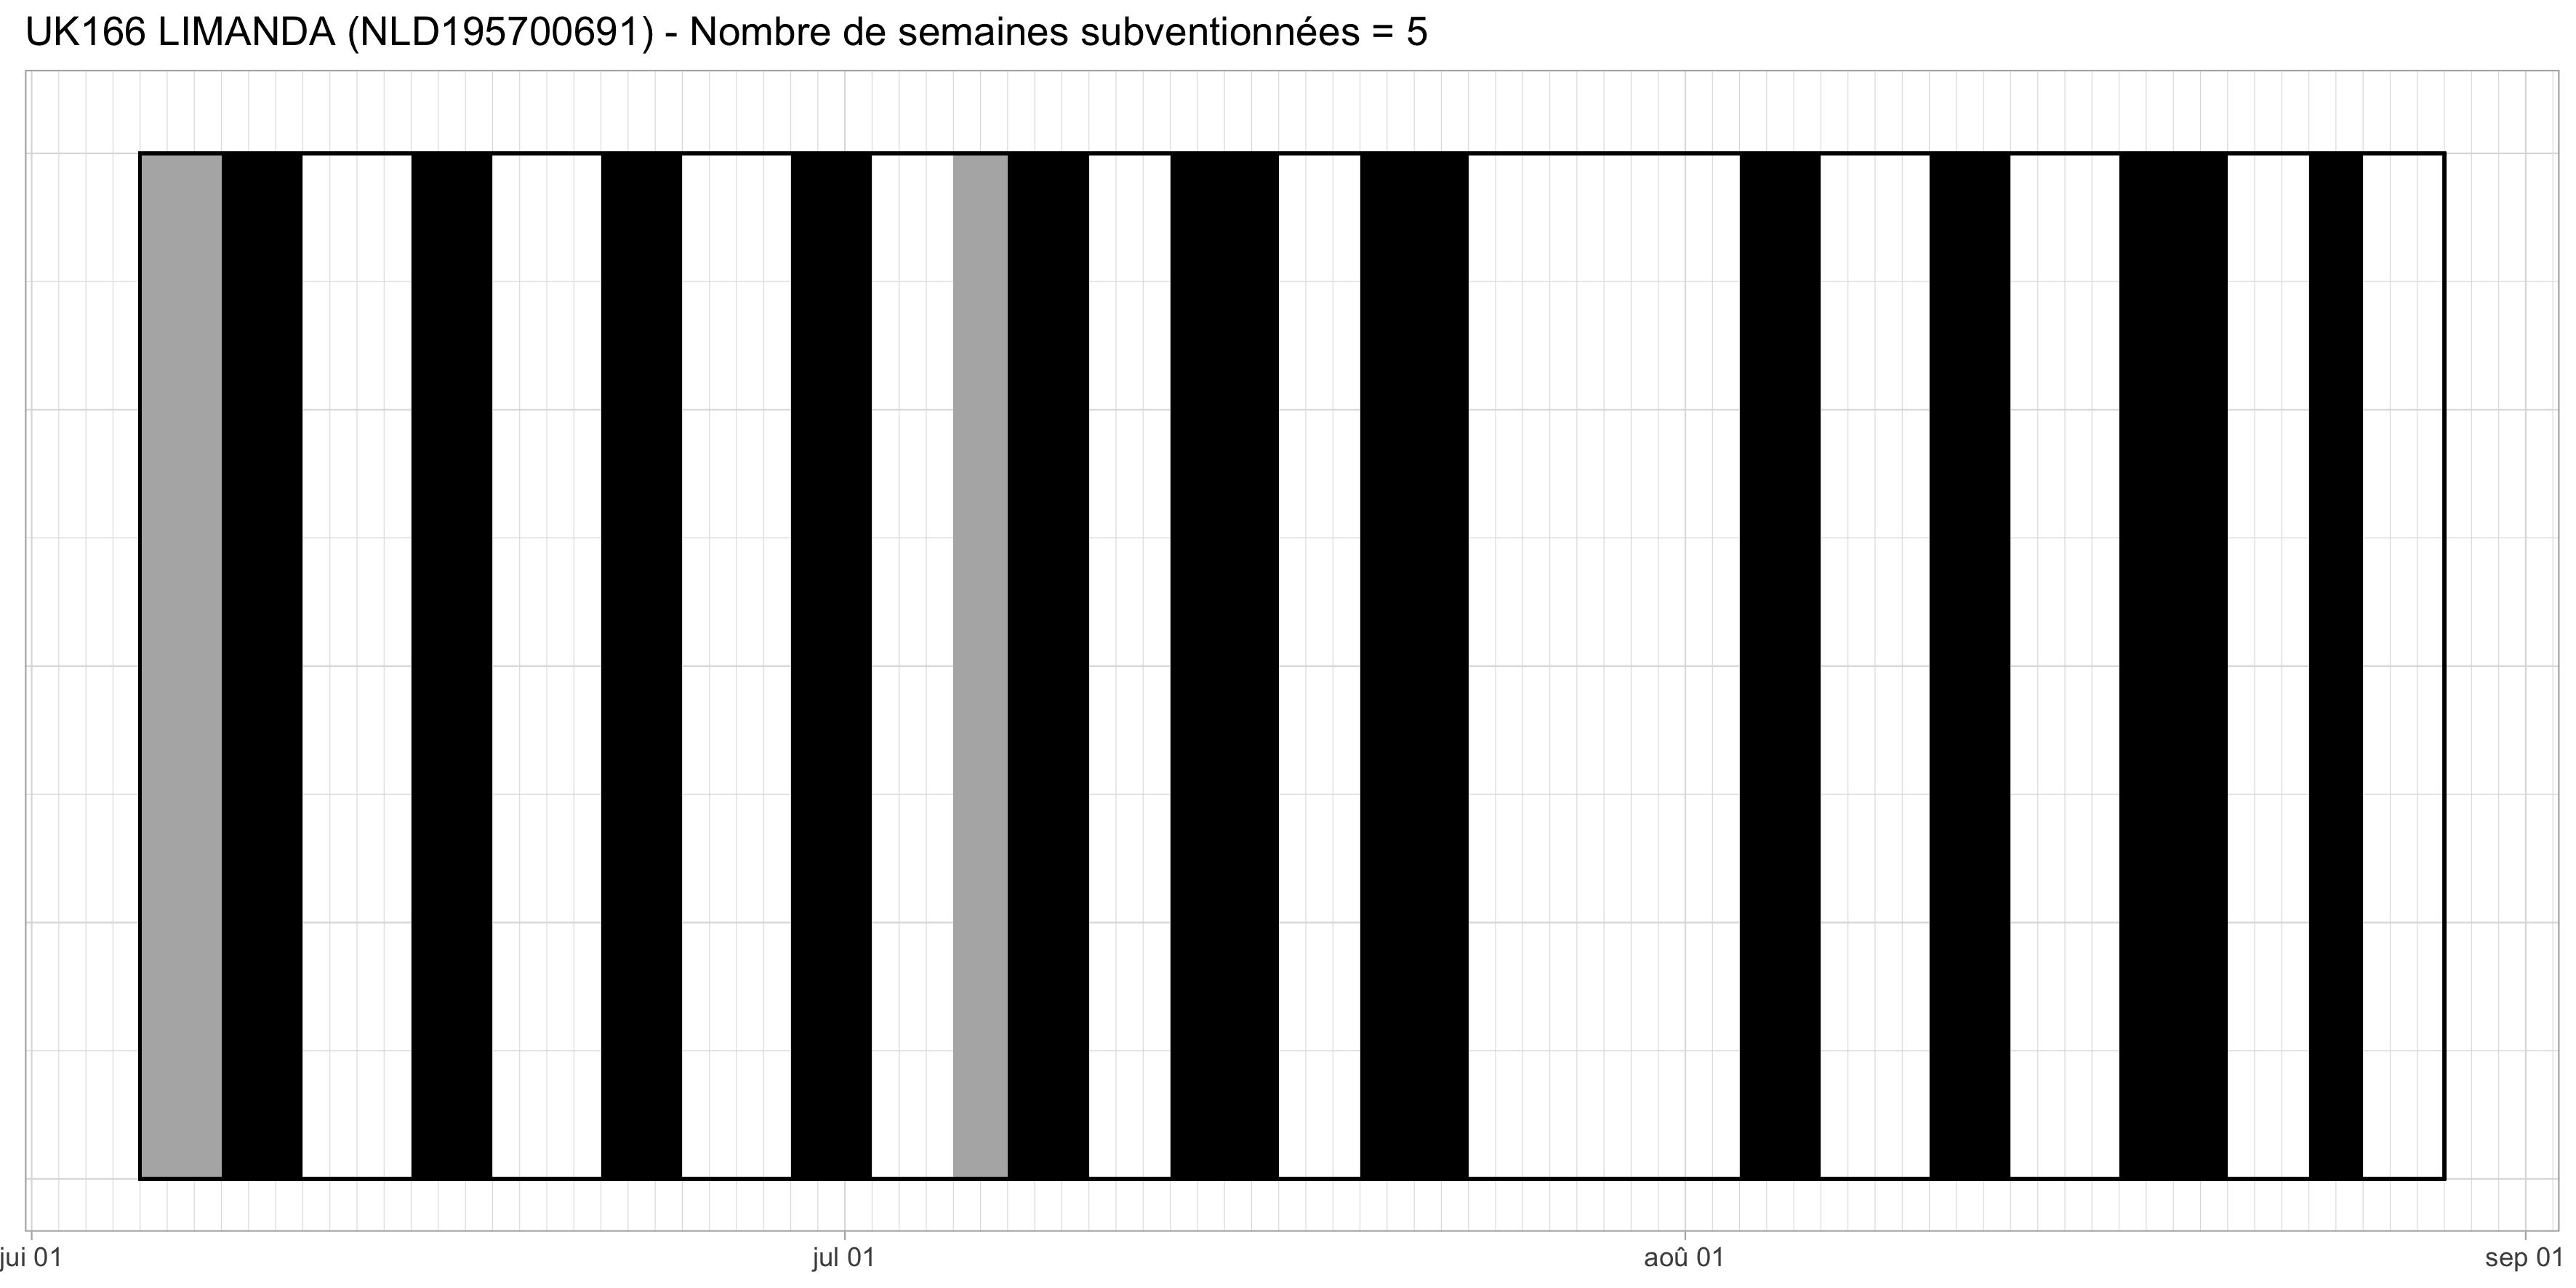 UK166 LIMANDA (NLD195700691) - Nombre de semaines subventionnées = 5
jui 01 jul 01 aoû 01 sep 01